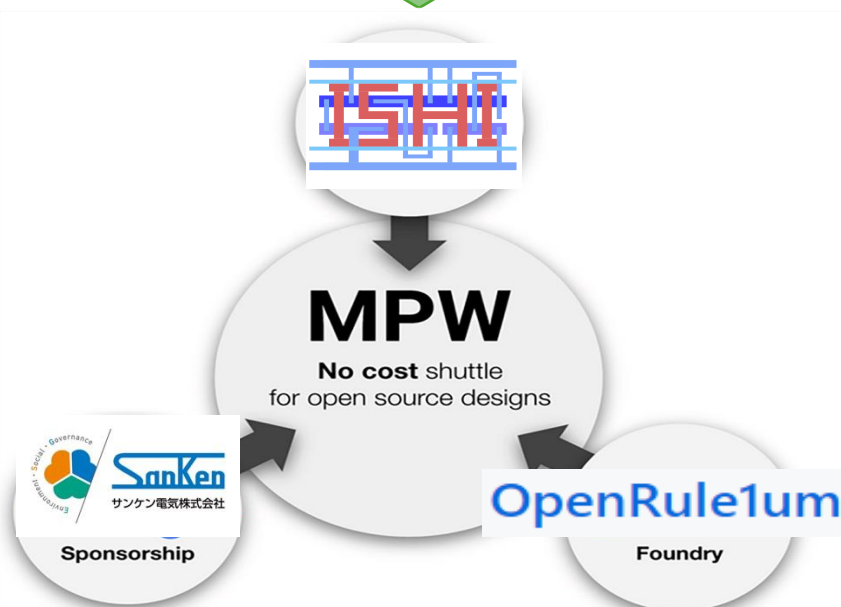 ISHI
MPW
No cost shuttle
for open source designs
Environment · Social · Governance
SanKen
サンケン電気株式会社
Sponsorship
OpenRule1um
Foundry